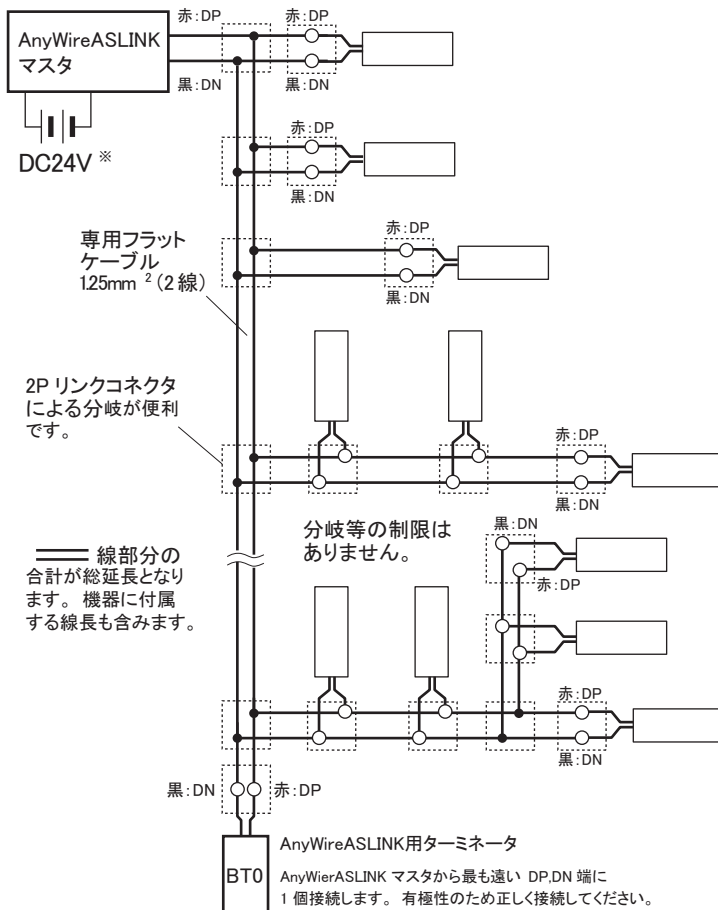 赤：DP
赤：DP
AnyWireASLINK
マスタ
黒：DN
黒：DN
DC24V ※
赤：DP
黒：DN
専用フラット
ケーブル
1.25mm ²（2線）
赤：DP
黒：DN
2P リンクコネクタ
による分岐が便利
です。
赤：DP
黒：DN
線部分の
合計が総延長となり
ます。 機器に付属
する線長も含みます。
分岐等の制限は
ありません。
黒：DN
赤：DP
赤：DP
黒：DN
黒：DN
赤：DP
BT0
AnyWireASLINK用ターミネータ
AnyWierASLINK マスタから最も遠い DP,DN 端に
1 個接続します。 有極性のため正しく接続してください。